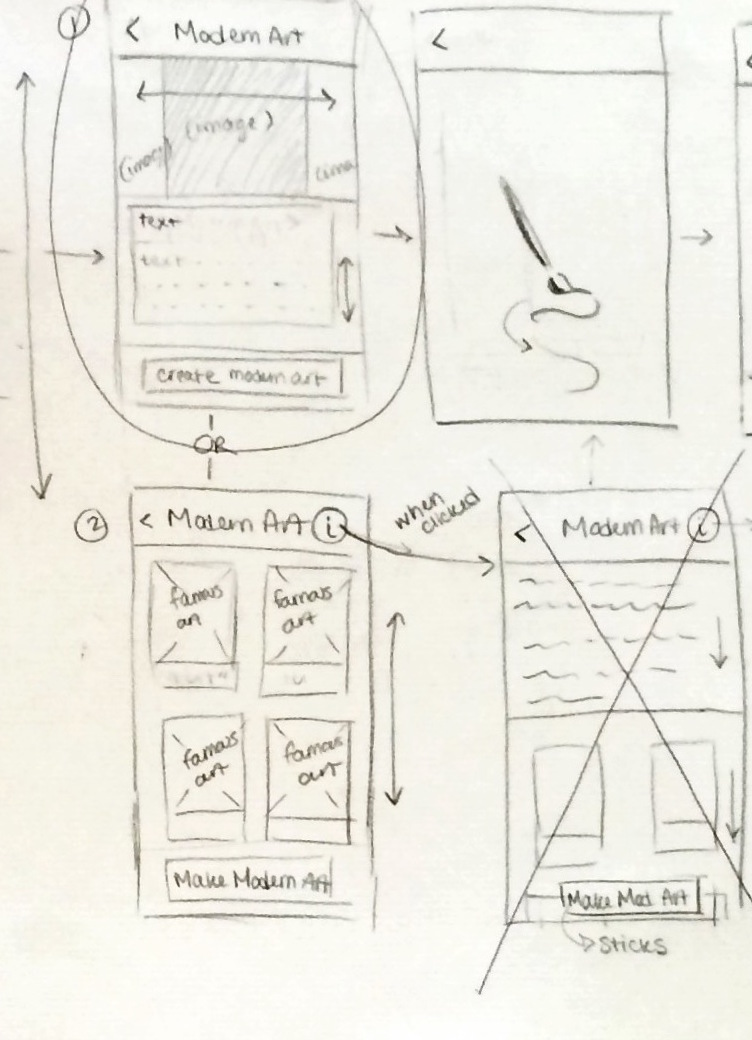 1
< Modern Art
(image)
(image)
(ima
text
text
create modern art
<
OR
2
< Modern Art i
when
clicked
famous
art
famous
art
famous
art
famous
art
Make Modern Art
< Modern Art i
Make Mod Art
sticks